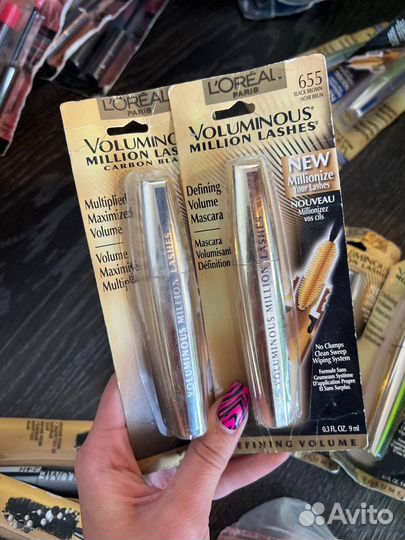 L'ORÉAL
PARIS
VOLUMINOUS
MILLION LASHES
CARBON BLA
Multiplied
Maximized
Volume
Volume
Maximisé
Multiplié
VOLUMINOUS MILLION LASHES
L'ORÉAL
PARIS
655
BLACK BROWN
NOIR BRUN
VOLUMINOUS
MILLION LASHES
Defining
Volume
Mascara
Mascara
Volumisant
Définition
VOLUMINOUS MILLION LASHES
NEW
Millionize
Your Lashes
NOUVEAU
Millionizez
vos cils
No Clumps
Clean Sweep
Wiping System
Formule Sans
Grumeaux Système
D'application Propre
Et Sans Surplus
0.3 FL. OZ. 9 ml
DEFINING VOLUME
Avito